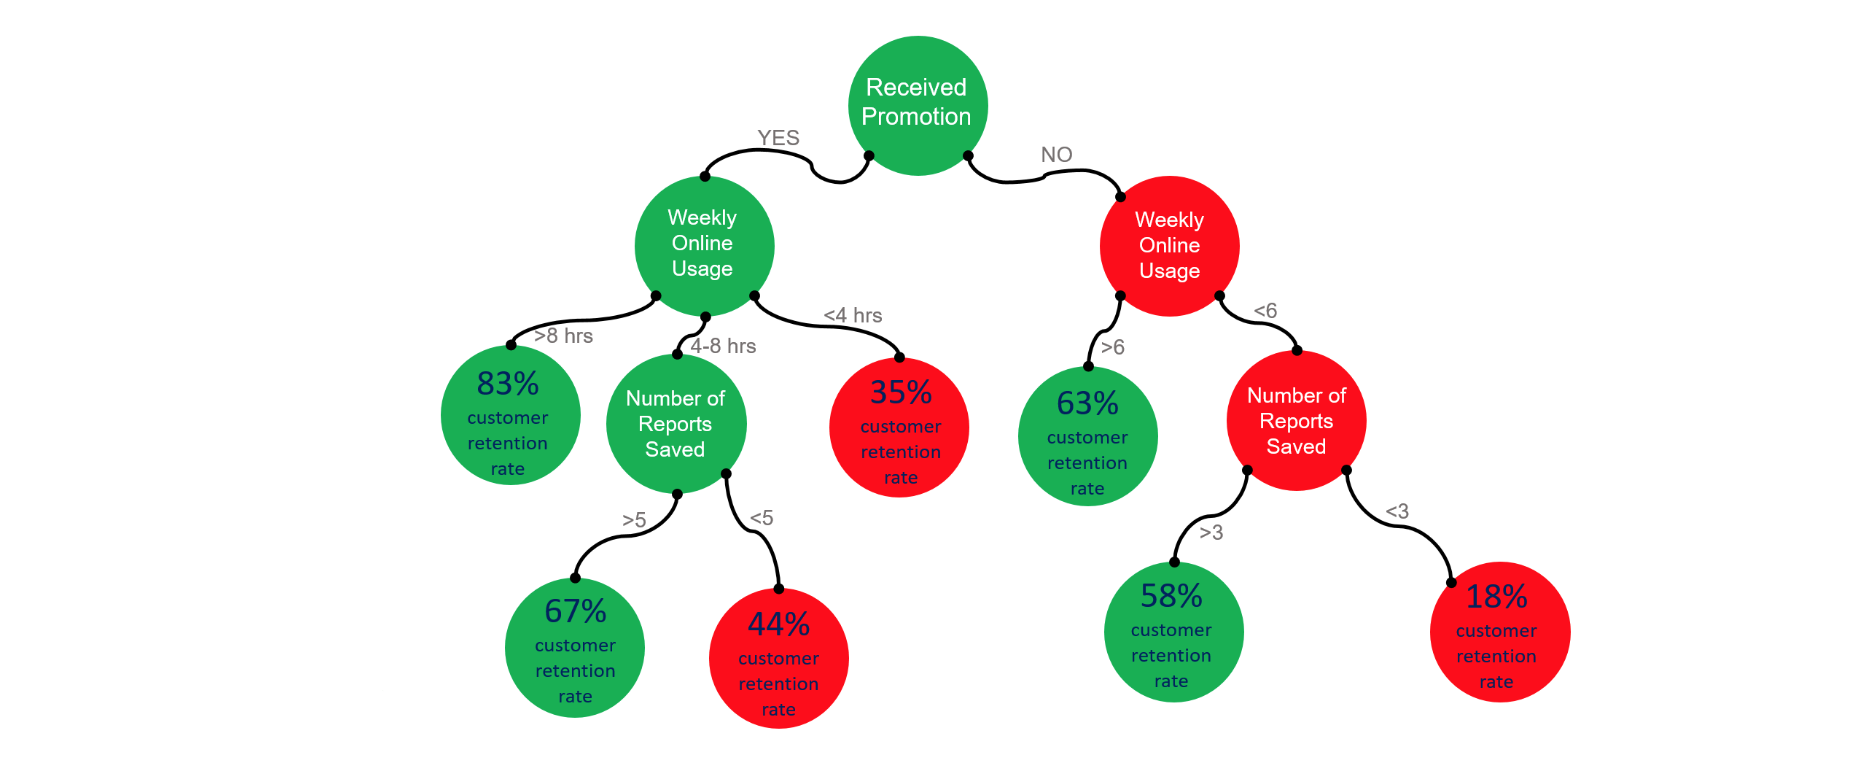 Received
Promotion
YES
NO
Weekly
Online
Usage
Weekly
Online
Usage
>8 hrs
4-8 hrs
<4 hrs
>6
<6
83%
customer
retention
rate
Number of
Reports
Saved
35%
customer
retention
rate
63%
customer
retention
rate
Number of
Reports
Saved
>5
<5
>3
<3
67%
customer
retention
rate
44%
customer
retention
rate
58%
customer
retention
rate
18%
customer
retention
rate